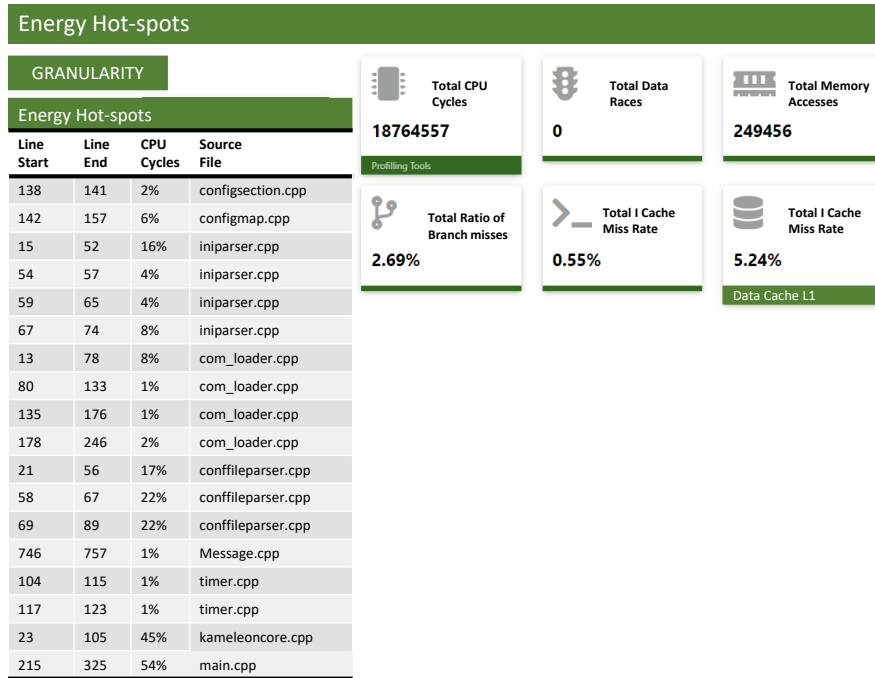 Energy Hot-spots
GRANULARITY
Energy Hot-spots
Line Start Line End CPU Cycles Source File
138 141 2% configsection.cpp
142 157 6% configmap.cpp
15 52 16% iniparser.cpp
54 57 4% iniparser.cpp
59 65 4% iniparser.cpp
67 74 8% iniparser.cpp
13 78 8% com_loader.cpp
80 133 1% com_loader.cpp
135 176 1% com_loader.cpp
178 246 2% com_loader.cpp
21 56 17% conffileparser.cpp
58 67 22% conffileparser.cpp
69 89 22% conffileparser.cpp
746 757 1% Message.cpp
104 115 1% timer.cpp
117 123 1% timer.cpp
23 105 45% kameleoncore.cpp
215 325 54% main.cpp
Total CPU
Cycles
18764557
Profilling Tools
Total Data
Races
0
Total Memory
Accesses
249456
Total Ratio of
Branch misses
2.69%
Total I Cache
Miss Rate
0.55%
Total I Cache
Miss Rate
5.24%
Data Cache L1